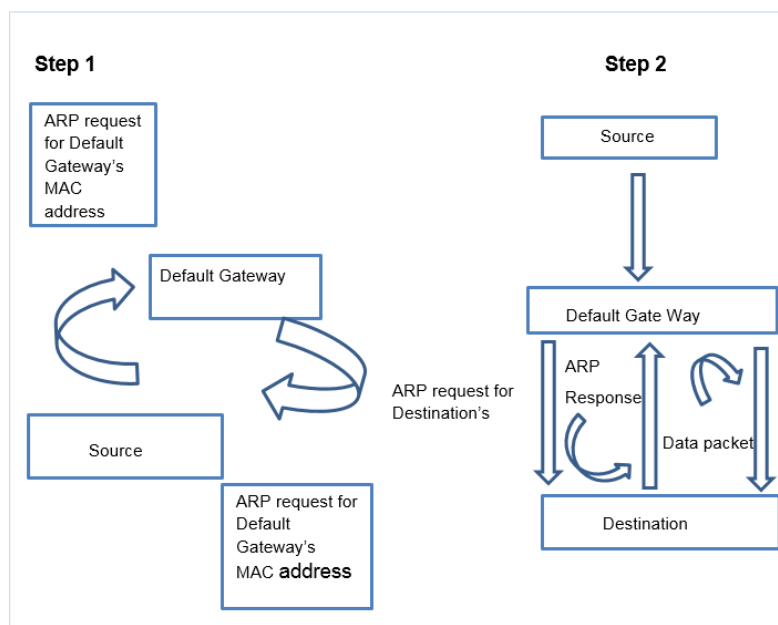 Step 1
ARP request
for Default
Gateway's
MAC
address
Default Gateway
Source
ARP request for
Default
Gateway's
MAC address
Step 2
Source
Default Gate Way
ARP request for
Destination's
ARP
Response
Data packet
Destination